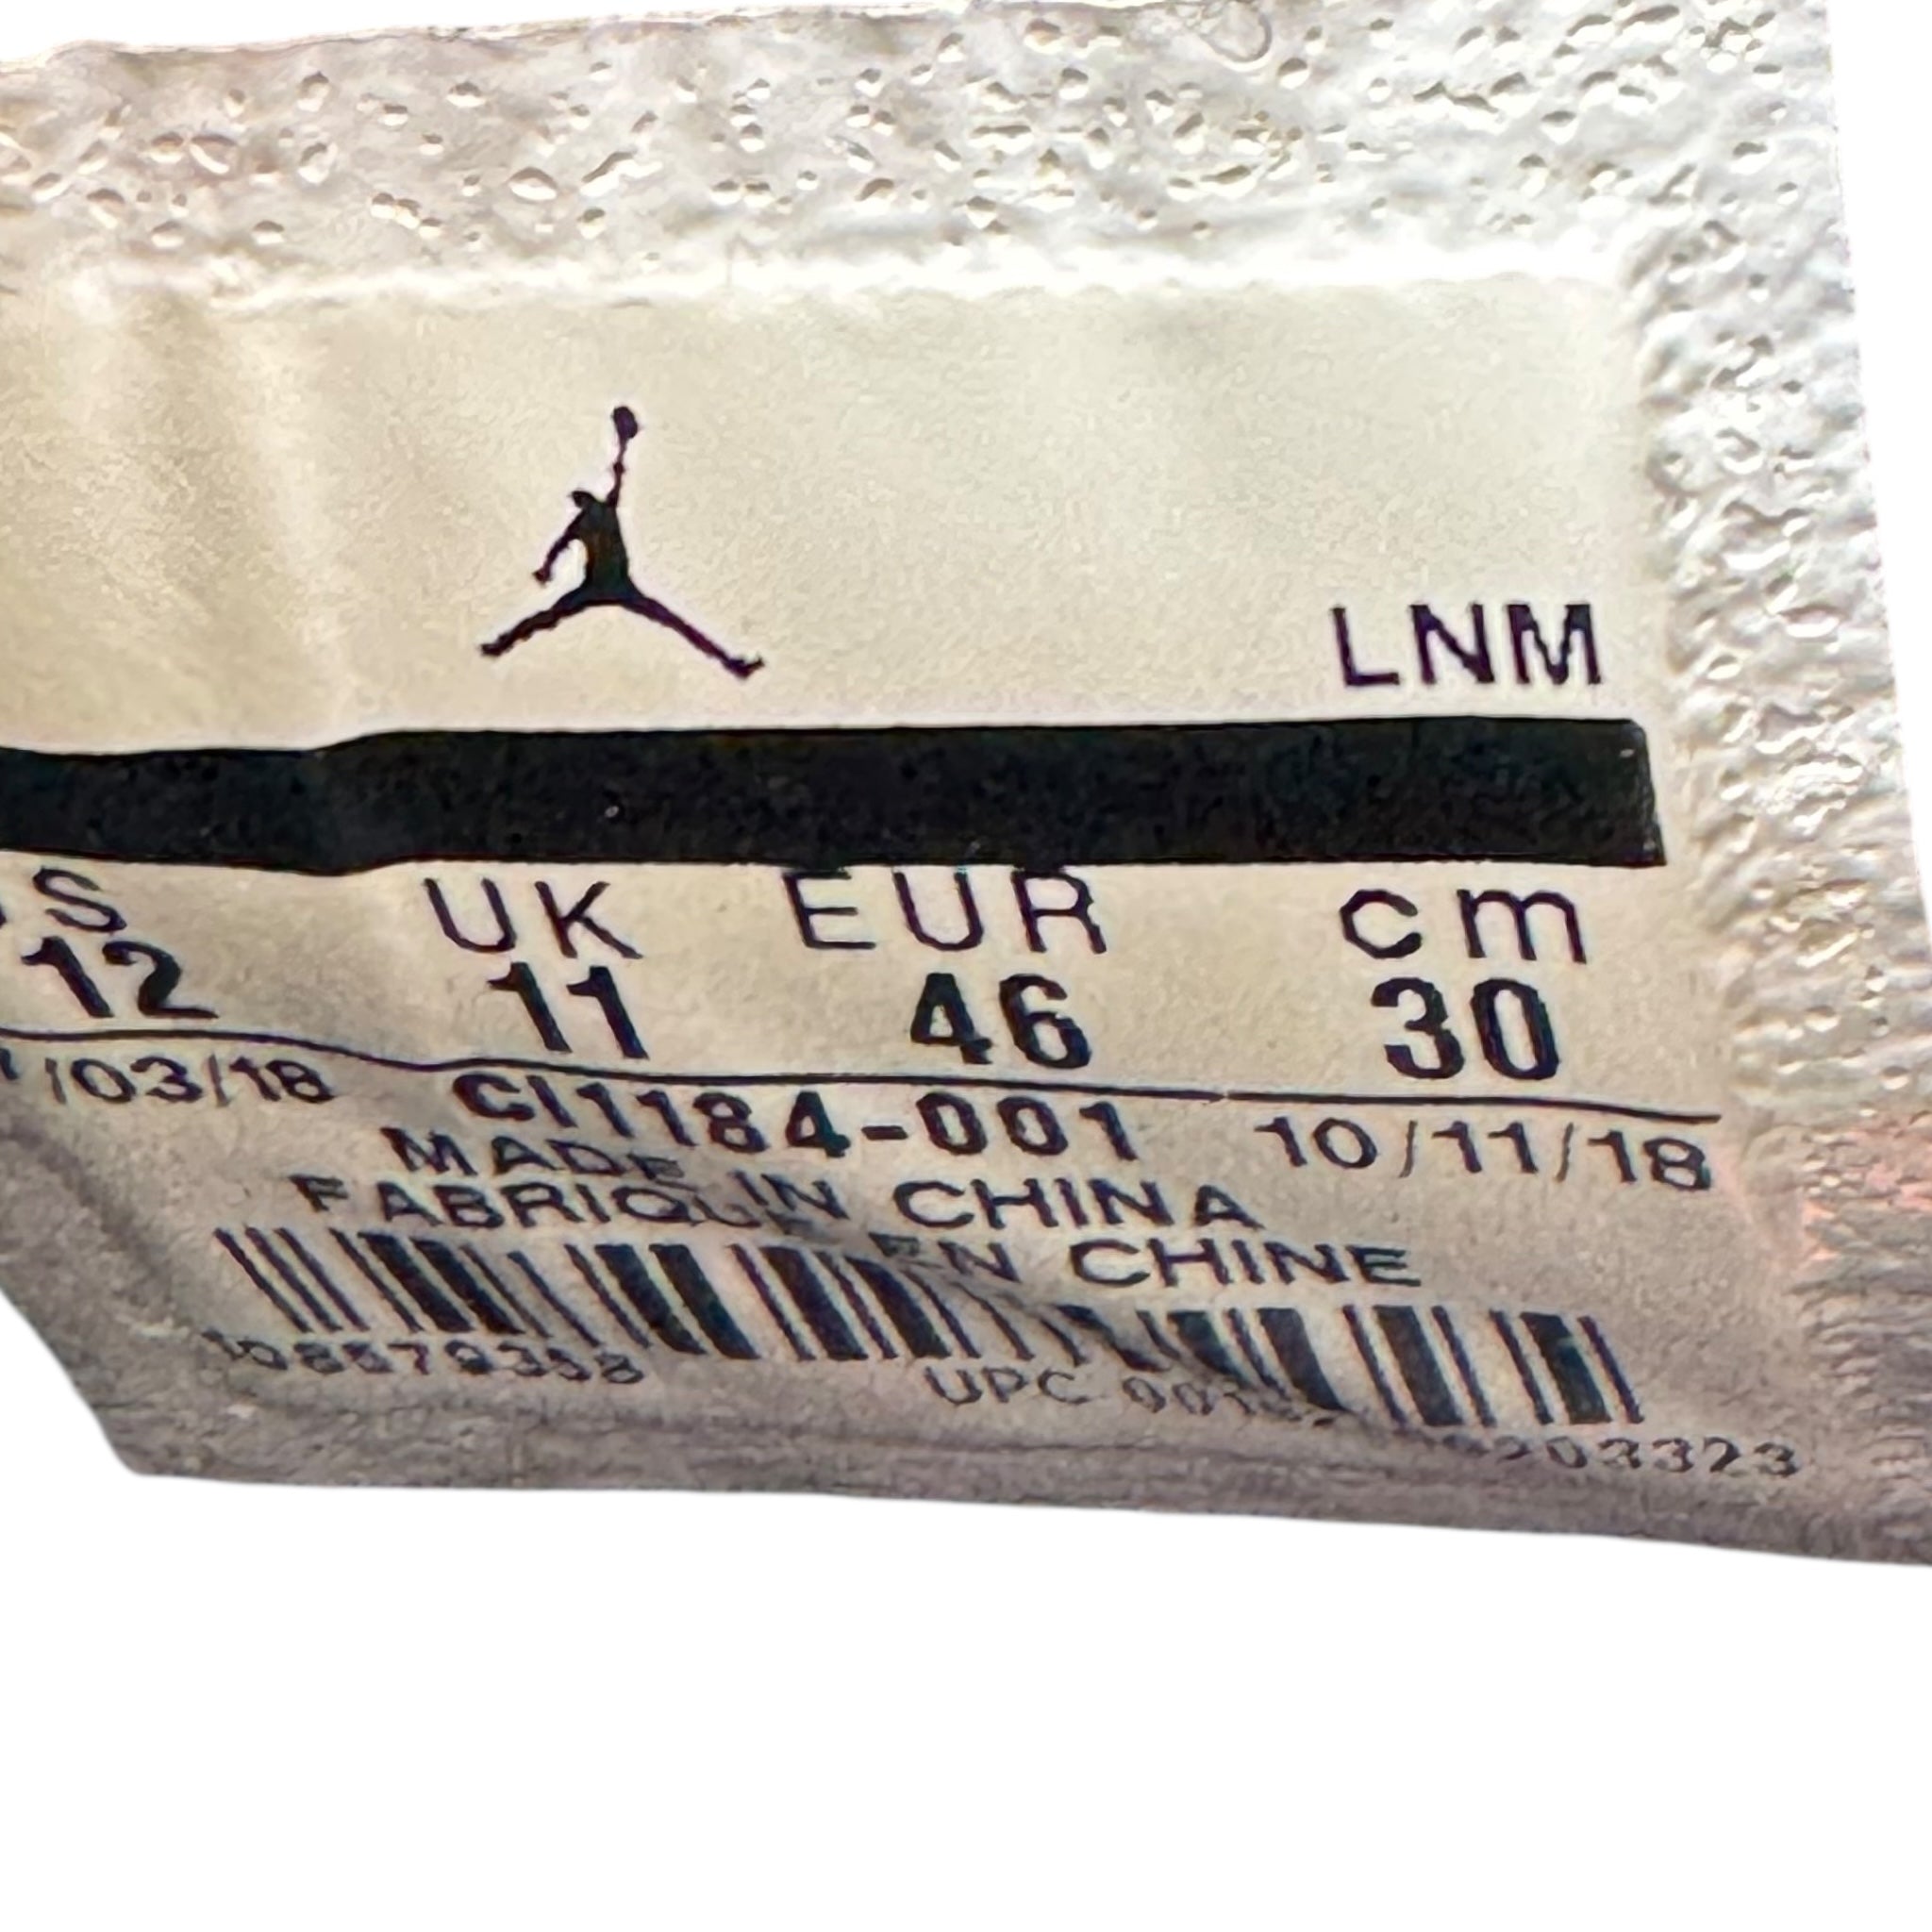 LNM
S UK EUR cm
12 11 46 30
/03/18 CI1184-001 10/11/18
MADE IN CHINA
FABRIQUE EN CHINE
UPC